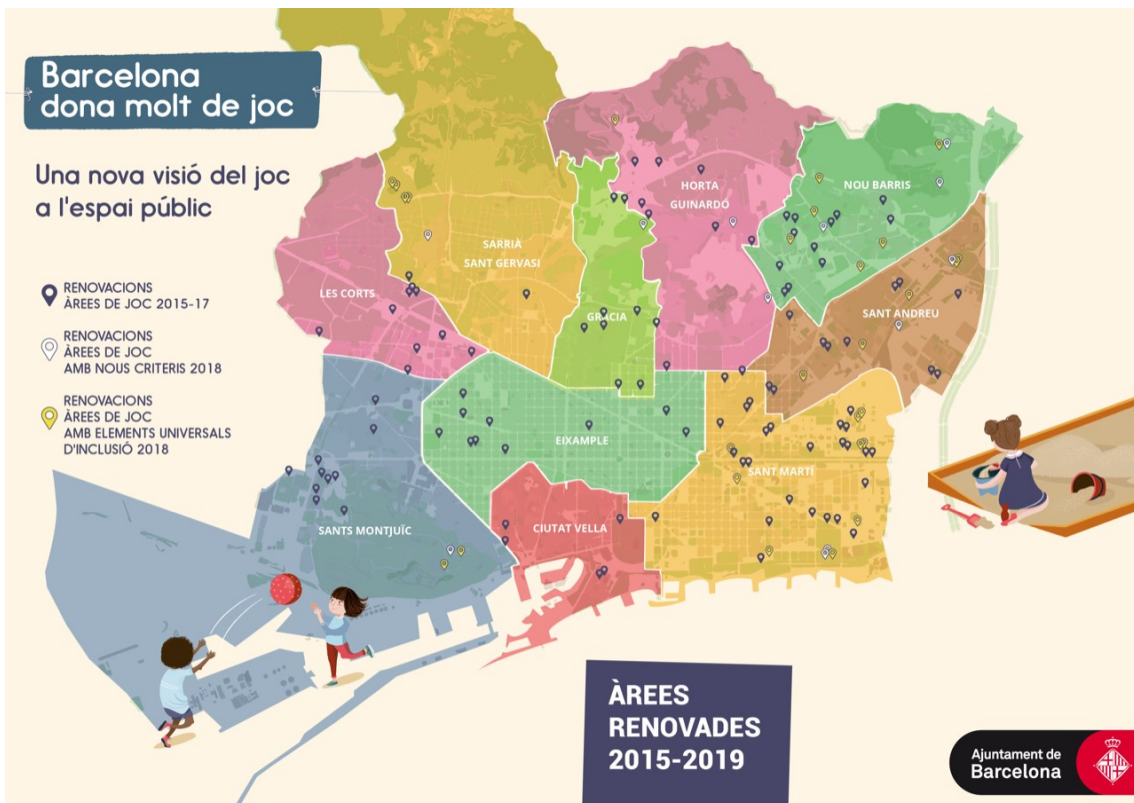 Barcelona
dona molt de joc
Una nova visió del joc
a l'espai públic
RENOVACIONS
ÀREES DE JOC 2015-17
RENOVACIONS
ÀREES DE JOC
AMB NOUS CRITERIS 2018
RENOVACIONS
ÀREES DE JOC
AMB ELEMENTS UNIVERSALS
D'INCLUSIÓ 2018
HORTA
GUINARDÓ
NOU BARRIS
SARRIÀ
SANT GERVASI
LES CORTS
GRÀCIA
SANT ANDREU
EIXAMPLE
SANT MARTÍ
SANTS MONTJUÏC
CIUTAT VELLA
ÀREES
RENOVADES
2015-2019
Ajuntament de
Barcelona